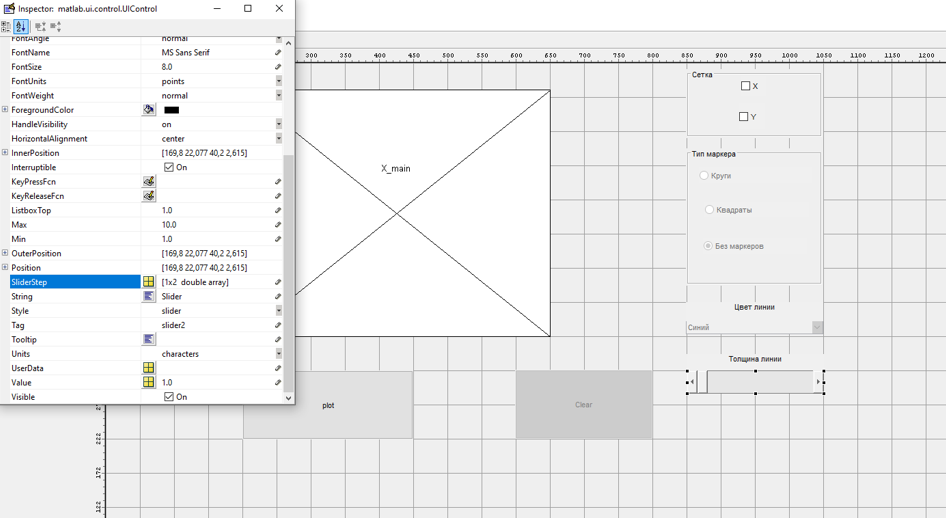 Inspector: matlab.ui.control.UIControl
FontAngle normal
FontName MS Sans Serif
FontSize 8.0
FontUnits points
FontWeight normal
ForegroundColor
HandleVisibility on
HorizontalAlignment center
InnerPosition [169,8 22,077 40,2 2,615]
Interruptible On
KeyPressFcn
KeyReleaseFcn
ListboxTop 1.0
Max 10.0
Min 1.0
OuterPosition [169,8 22,077 40,2 2,615]
Position [169,8 22,077 40,2 2,615]
SliderStep [1x2 double array]
String Slider
Style slider
Tag slider2
Tooltip
Units characters
UserData
Value 1.0
Visible On
300 350 400 450 500 550 600 650 700 750 800 850 900 950 1000 1050 1100 1150 1200
X_main
Сетка
X
Y
Тип маркера
Круги
Квадраты
Без маркеров
Цвет линии
Синий
Толщина линии
plot
Clear
222
172
122